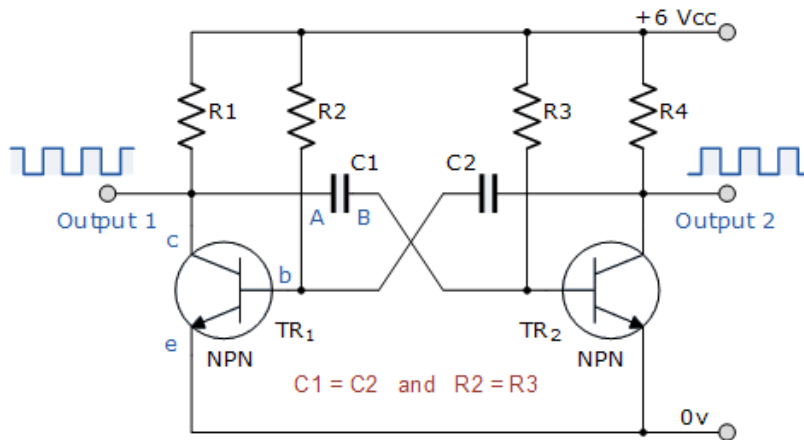 +6 Vcc
R1
R2
R3
R4
C1
C2
A
B
Output 1
Output 2
c
b
e
TR₁
TR₂
NPN
NPN
C1 = C2 and R2 = R3
0v